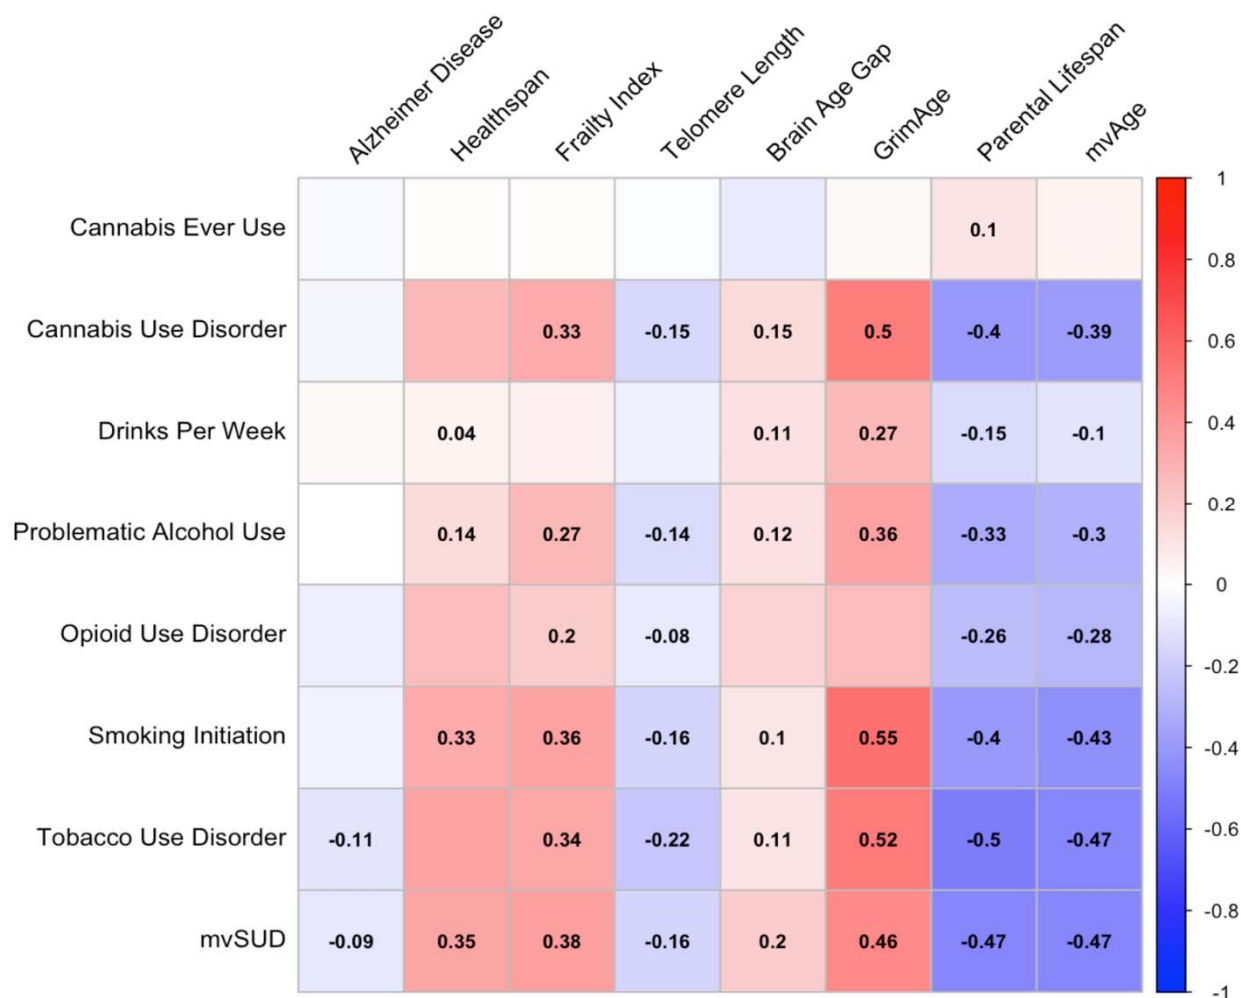 Alzheimer Disease
Healthspan
Frailty Index
Telomere Length
Brain Age Gap
GrimAge
Parental Lifespan
mvAge
Cannabis Ever Use
0.1
Cannabis Use Disorder
0.33 -0.15 0.15 0.5 -0.4 -0.39
Drinks Per Week
0.04 0.11 0.27 -0.15 -0.1
Problematic Alcohol Use
0.14 0.27 -0.14 0.12 0.36 -0.33 -0.3
Opioid Use Disorder
0.2 -0.08 -0.26 -0.28
Smoking Initiation
0.33 0.36 -0.16 0.1 0.55 -0.4 -0.43
Tobacco Use Disorder
-0.11 0.34 -0.22 0.11 0.52 -0.5 -0.47
mvSUD
-0.09 0.35 0.38 -0.16 0.2 0.46 -0.47 -0.47
1
0.8
0.6
0.4
0.2
0
-0.2
-0.4
-0.6
-0.8
-1